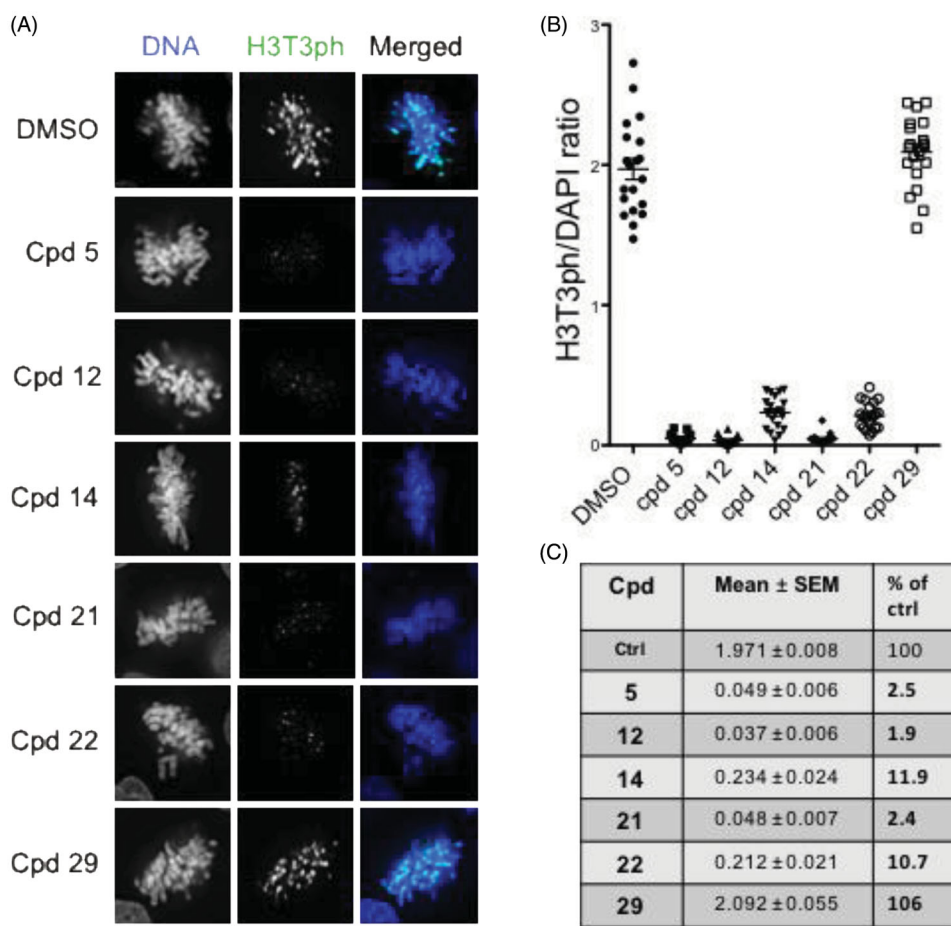 (A)
DNA H3T3ph Merged
DMSO
Cpd 5
Cpd 12
Cpd 14
Cpd 21
Cpd 22
Cpd 29
(B)
H3T3ph/DAPI ratio
3
2
1
0
DMSO cpd 5 cpd 12 cpd 14 cpd 21 cpd 22 cpd 29
(C)
Cpd Mean ± SEM % of
ctrl
Ctrl 1.971 ±0.008 100
5 0.049 ±0.006 2.5
12 0.037 ±0.006 1.9
14 0.234 ±0.024 11.9
21 0.048 ±0.007 2.4
22 0.212 ±0.021 10.7
29 2.092 ±0.055 106